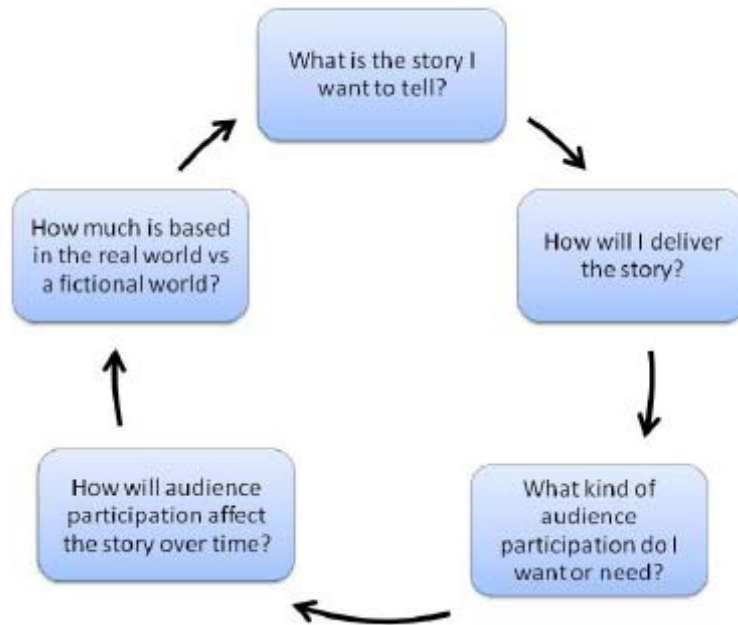 What is the story I
want to tell?
How will I deliver
the story?
What kind of
audience
participation do I
want or need?
How will audience
participation affect
the story over time?
How much is based
in the real world vs
a fictional world?